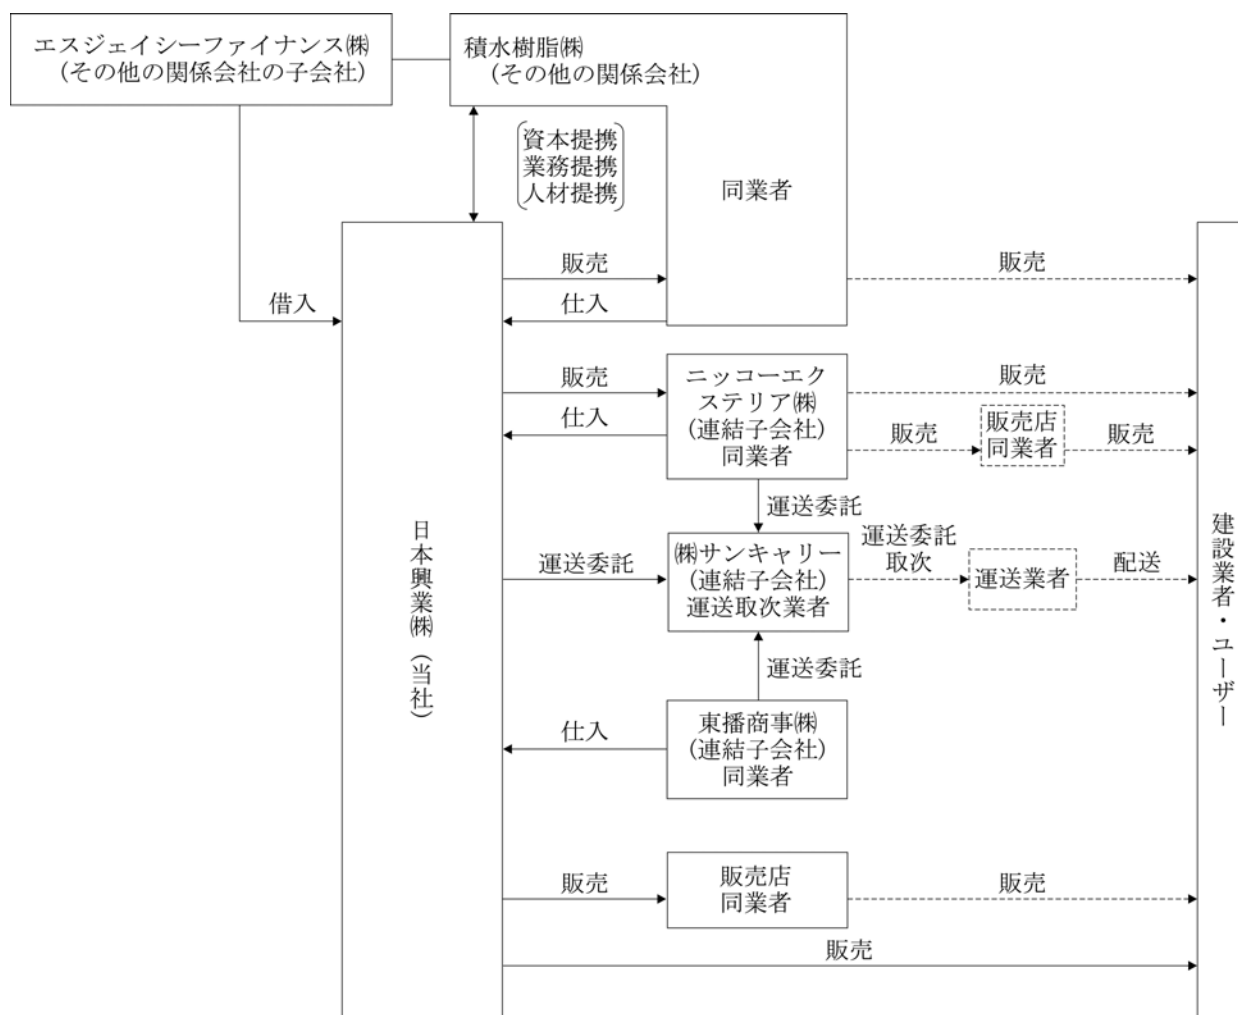 エスジェイシーファイナンス㈱
(その他の関係会社の子会社)
積水樹脂㈱
(その他の関係会社)
資本提携
業務提携
人材提携
同業者
販売
販売
借入
仕入
販売
仕入
ニッコーエク
ステリア㈱
(連結子会社)
同業者
販売
販売
販売店
同業者
販売
運送委託
日本興業㈱(当社)
運送委託
㈱サンキャリー
(連結子会社)
運送取次業者
運送委託
取次
運送業者
配送
建設業者・ユーザー
運送委託
仕入
東播商事㈱
(連結子会社)
同業者
販売
販売店
同業者
販売
販売